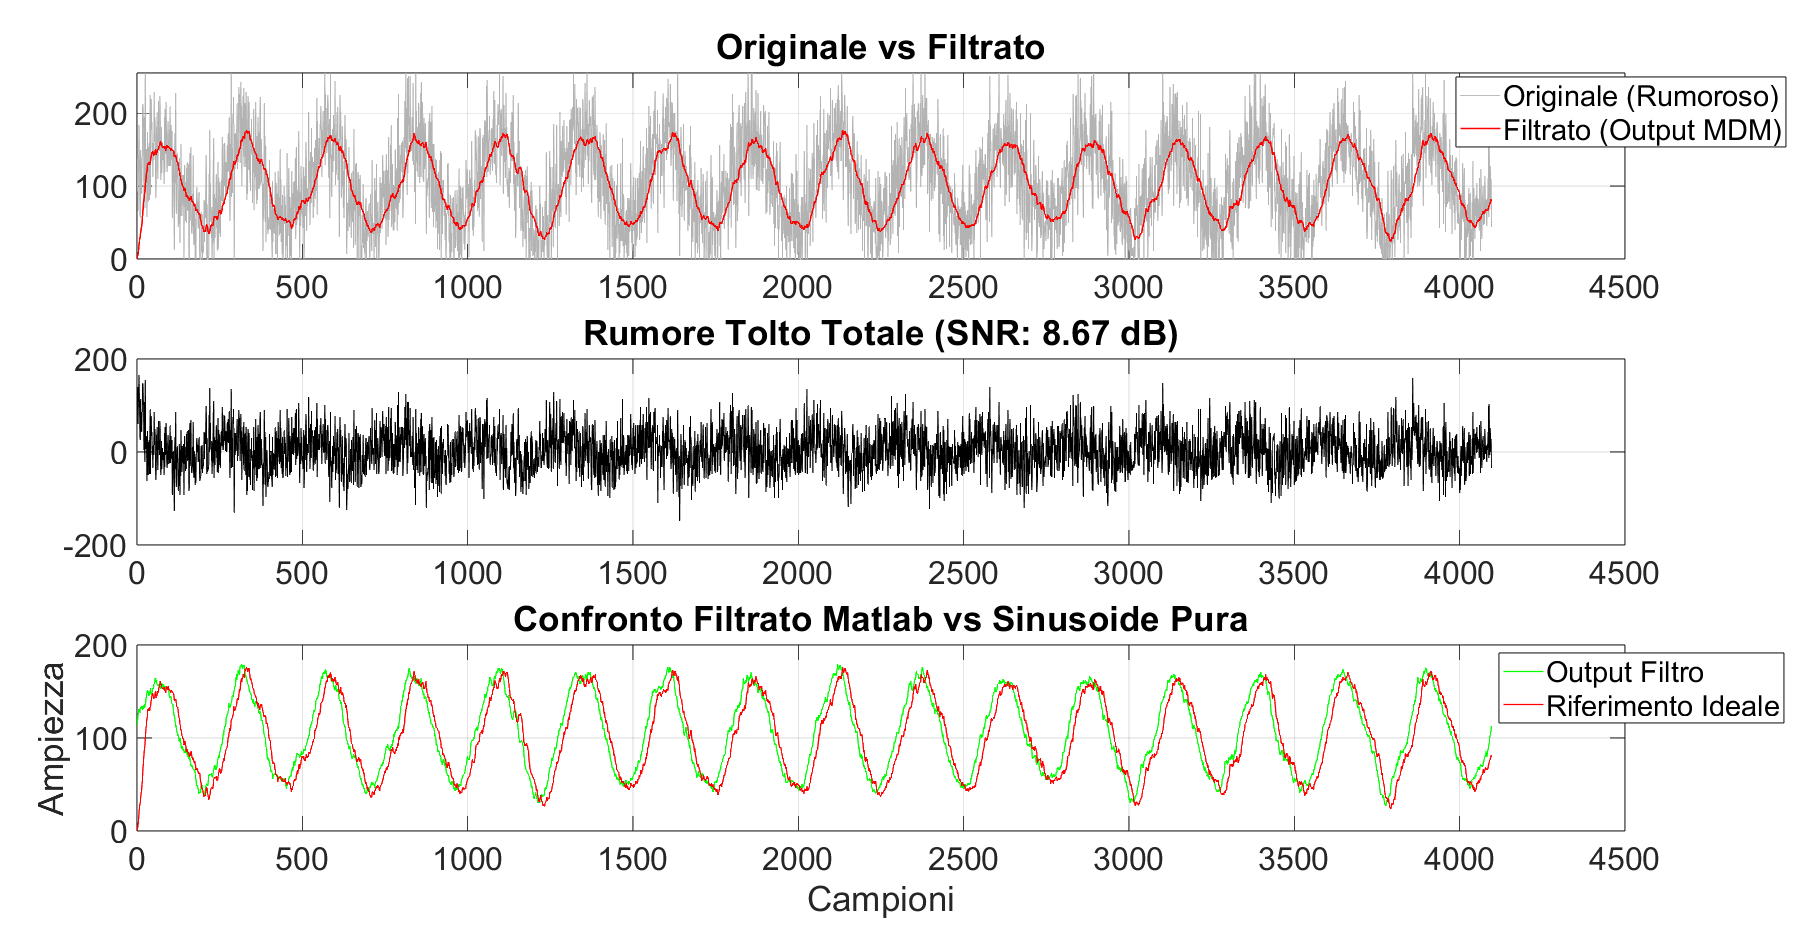 Originale vs Filtrato
Originale (Rumoroso)
Filtrato (Output MDM)
200
100
0
0 500 1000 1500 2000 2500 3000 3500 4000 4500
Rumore Tolto Totale (SNR: 8.67 dB)
200
0
-200
0 500 1000 1500 2000 2500 3000 3500 4000 4500
Confronto Filtrato Matlab vs Sinusoide Pura
Output Filtro
Riferimento Ideale
200
100
0
Ampiezza
0 500 1000 1500 2000 2500 3000 3500 4000 4500
Campioni